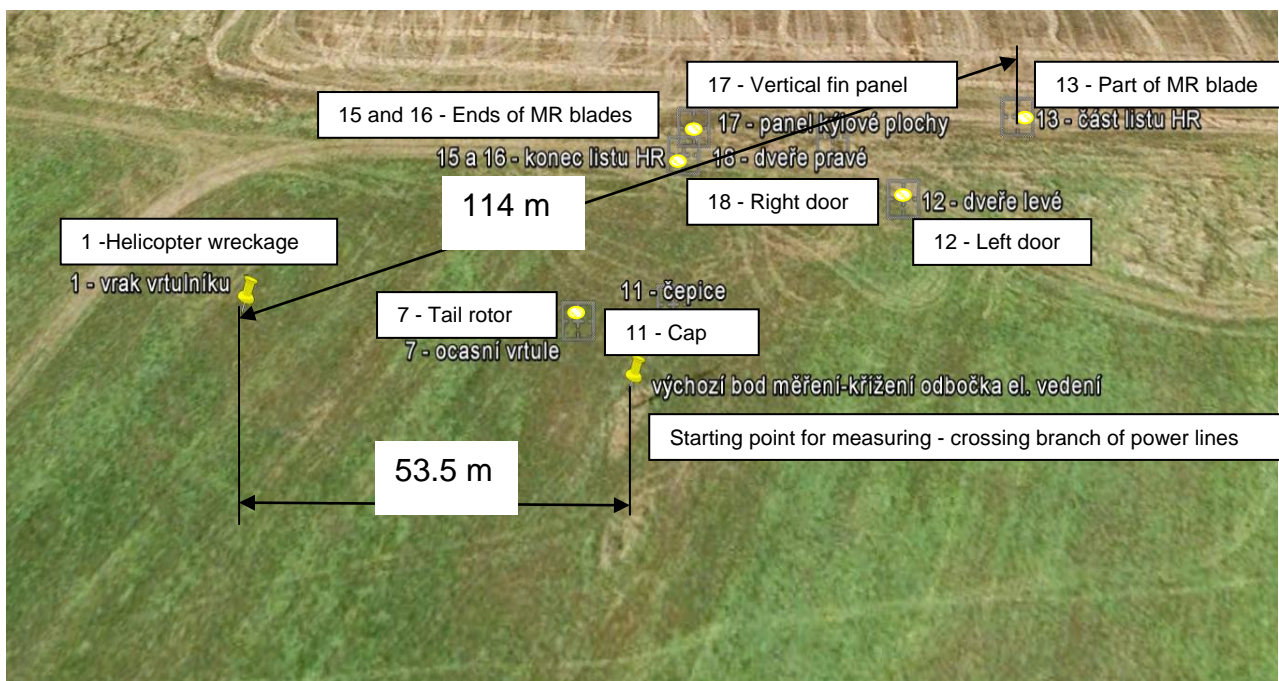 17 - Vertical fin panel
13 - Part of MR blade
15 and 16 - Ends of MR blades
17 - panel kýlové plochy
13 - část listu HR
15 a 16 - konec listu HR
18 - dveře pravé
114 m
18 - Right door
12 - dveře levé
1 -Helicopter wreckage
12 - Left door
1 - vrak vrtulníku
11 - čepice
7 - Tail rotor
11 - Cap
7 - ocasní vrtule
výchozí bod měření-křížení odbočka el. vedení
Starting point for measuring - crossing branch of power lines
53.5 m